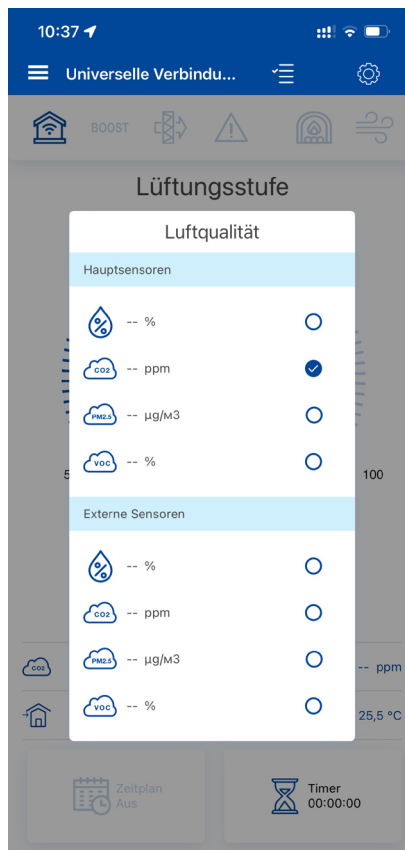 10:37
Universelle Verbindu...
BOOST
Lüftungsstufe
Luftqualität
Hauptsensoren
-- %
CO2 -- ppm
PM2.5 -- µg/м3
VOC -- %
5
100
Externe Sensoren
-- %
CO2 -- ppm
PM2.5 -- µg/м3
VOC -- %
CO2
-- ppm
25,5 °C
Zeitplan
Aus
Timer
00:00:00